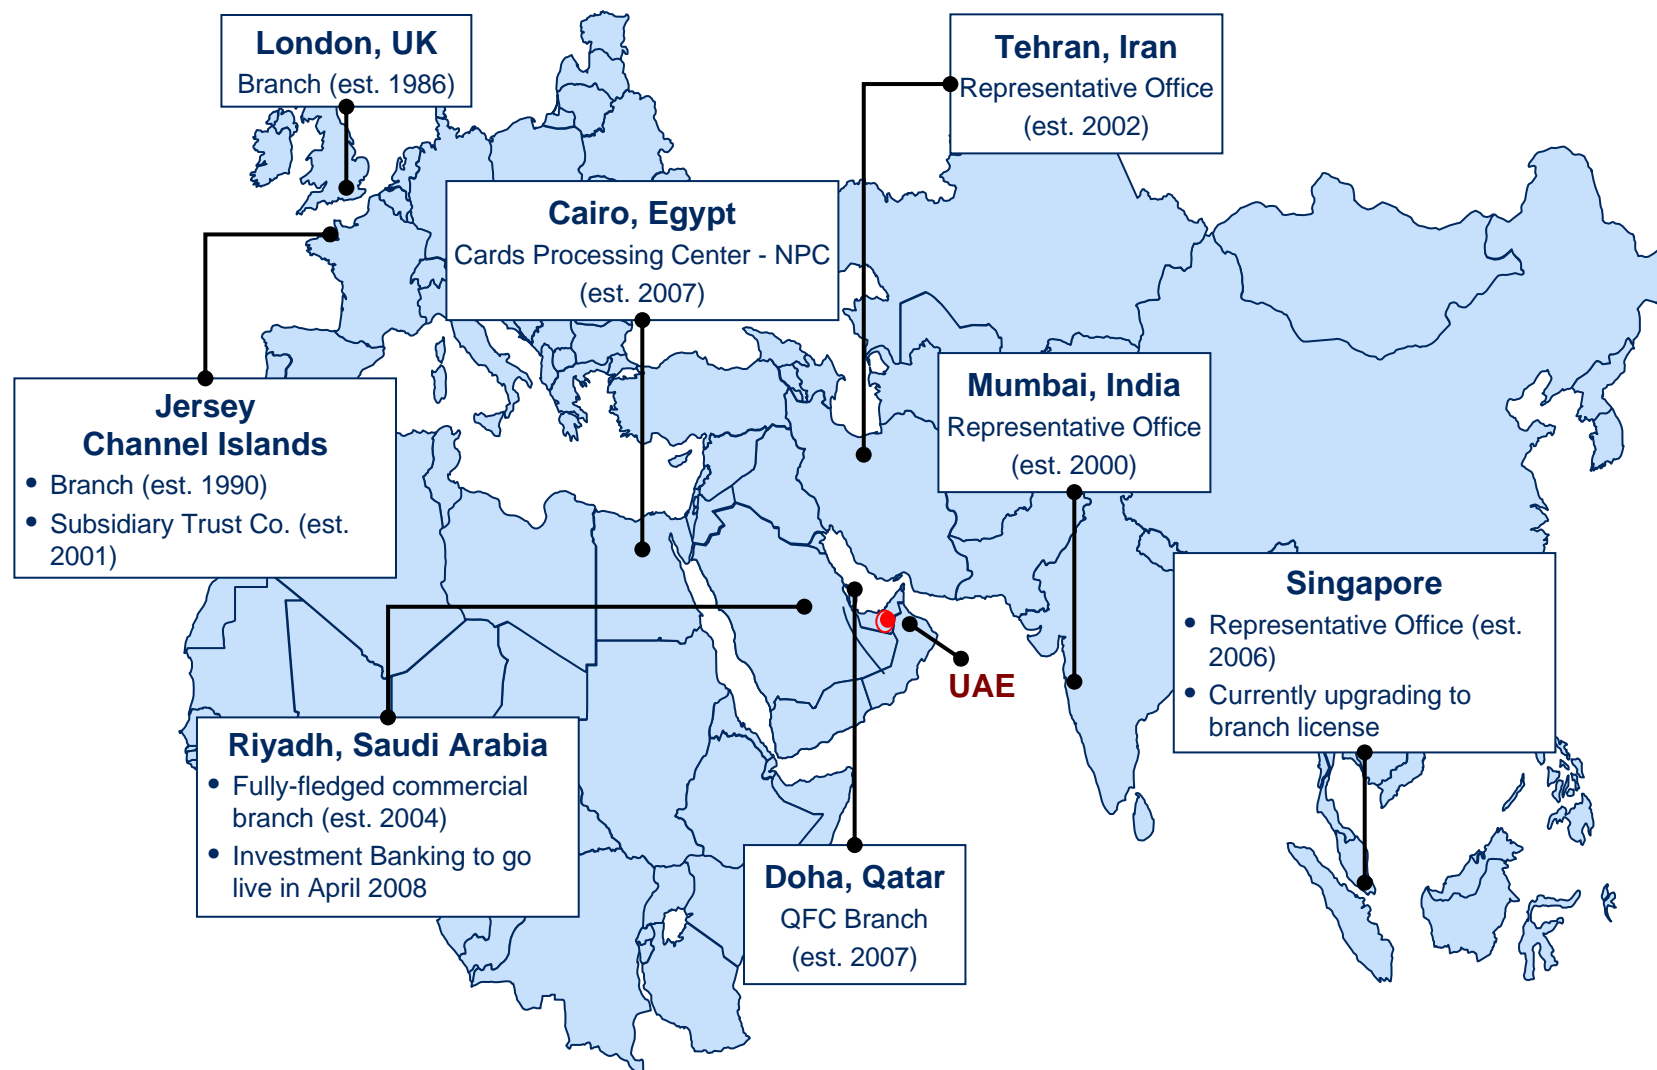 London, UK
Branch (est. 1986)
Tehran, Iran
Representative Office
(est. 2002)
Cairo, Egypt
Cards Processing Center - NPC
(est. 2007)
Jersey
Channel Islands
• Branch (est. 1990)
• Subsidiary Trust Co. (est.
2001)
Mumbai, India
Representative Office
(est. 2000)
Singapore
• Representative Office (est.
2006)
• Currently upgrading to
branch license
UAE
Riyadh, Saudi Arabia
• Fully-fledged commercial
branch (est. 2004)
• Investment Banking to go
live in April 2008
Doha, Qatar
QFC Branch
(est. 2007)